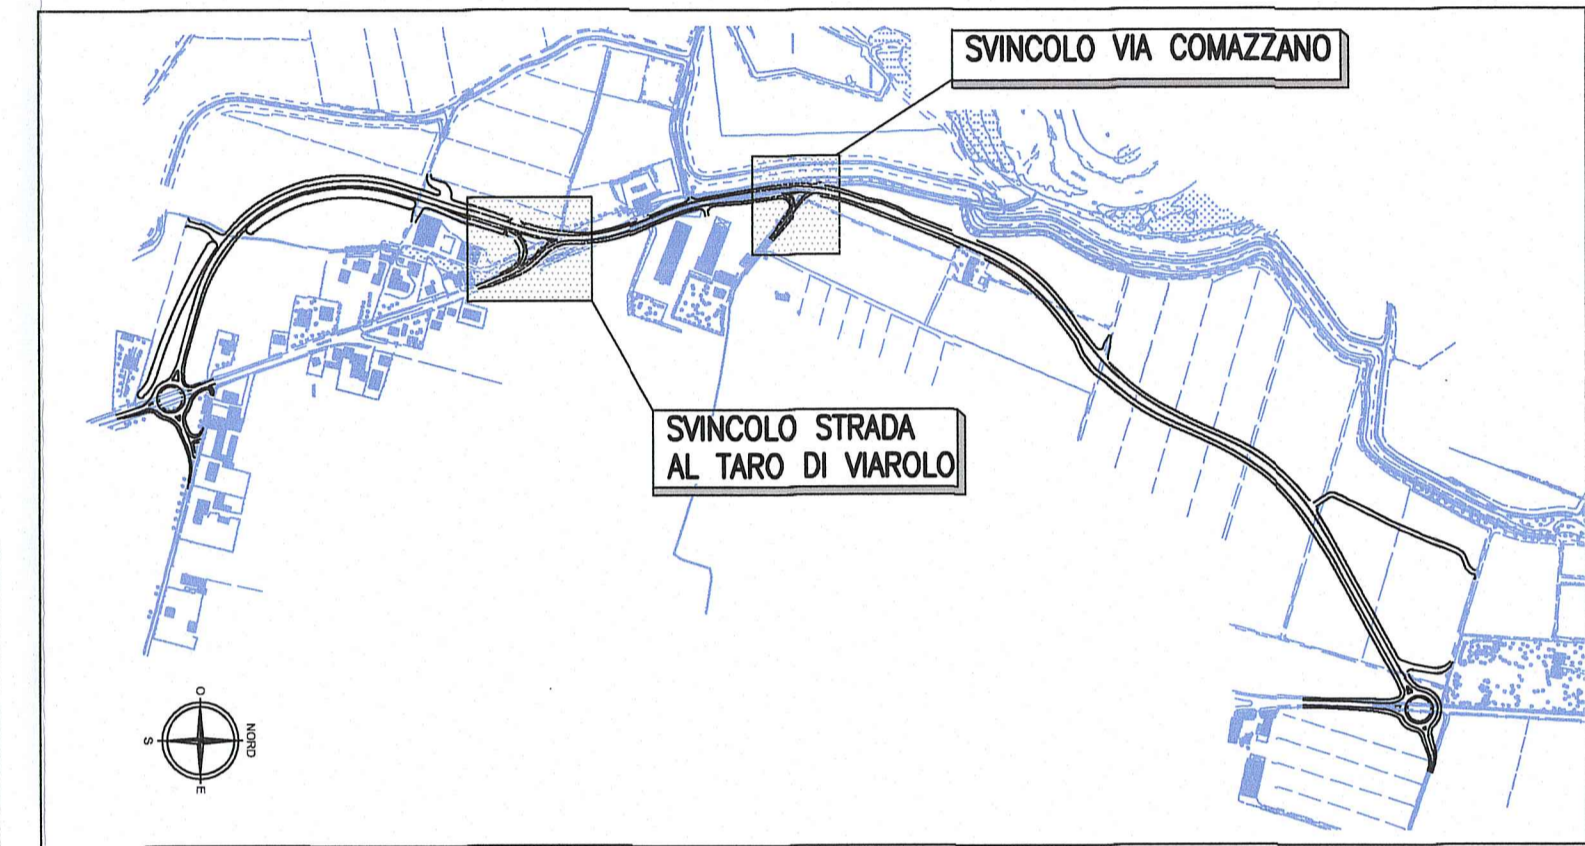 SVINCOLO VIA COMAZZANO
SVINCOLO STRADA
AL TARO DI VIAROLO
O
NORD
S
E